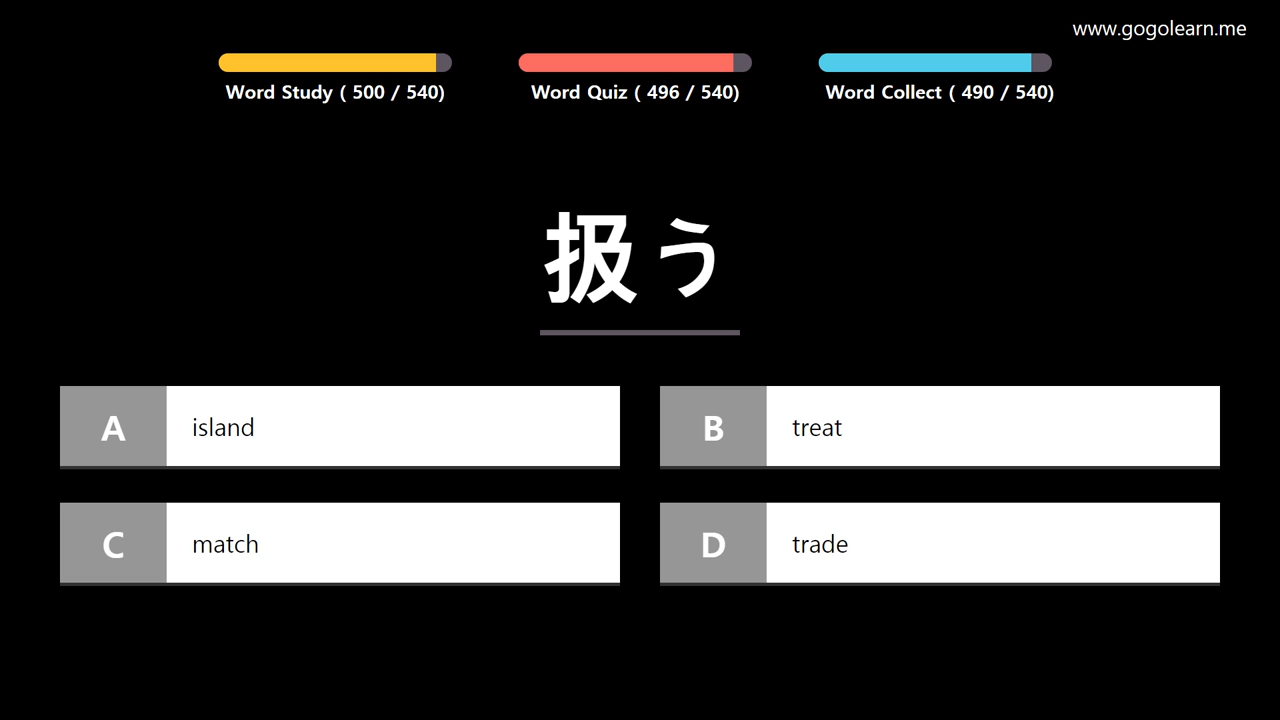 www.gogolearn.me
Word Study ( 500 / 540)
Word Quiz ( 496 / 540)
Word Collect ( 490 / 540)
扱う
A island
B treat
C match
D trade